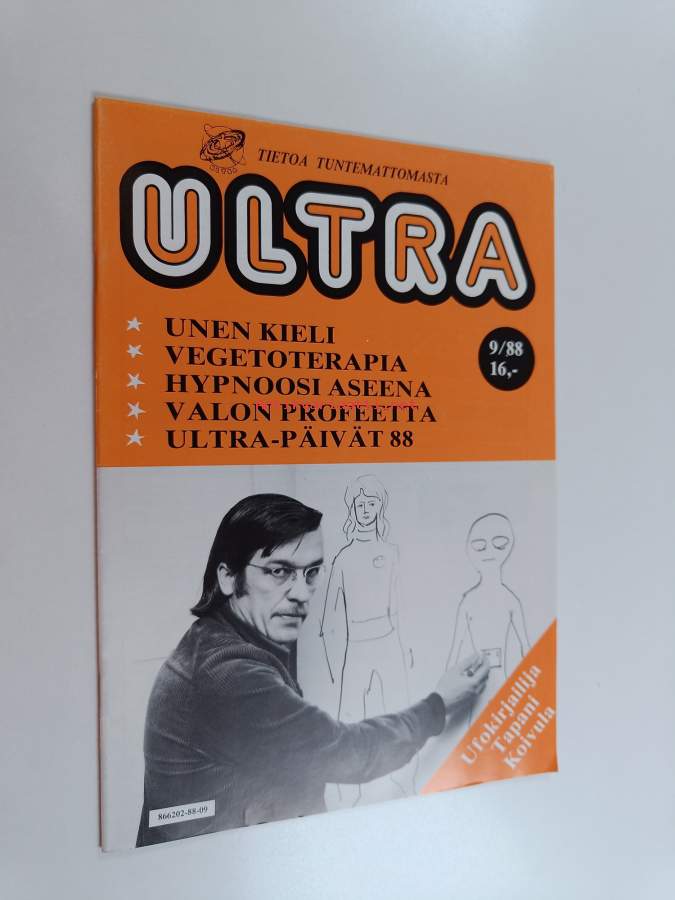 TIETOA TUNTEMATTOMASTA
ULTRA
UNEN KIELI
VEGETOTERAPIA
HYPNOOSI ASEENA
VALON PROFEETTA
ULTRA-PÄIVÄT 88
9/88
16,-
Ufokirjailija
Tapani
Koivula
866202-88-09